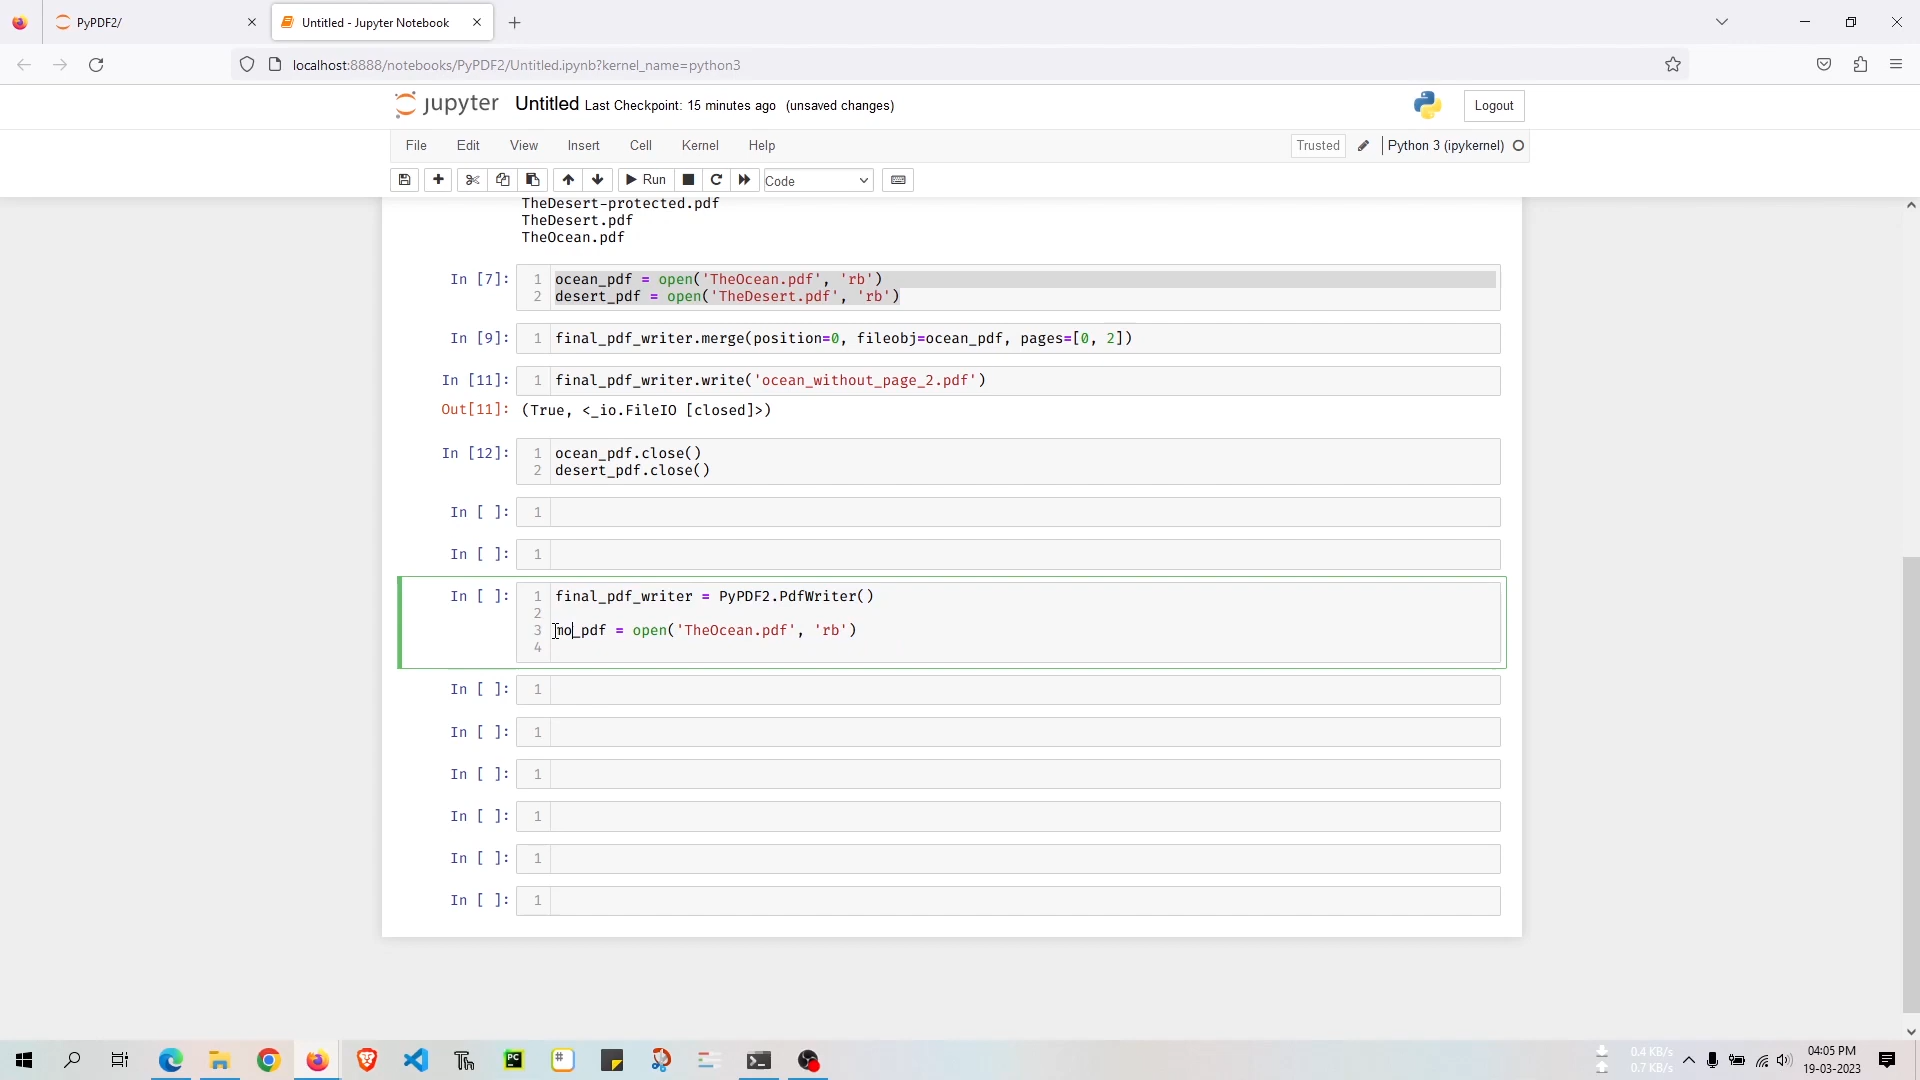 PyPDF2/
Untitled - Jupyter Notebook
localhost:8888/notebooks/PyPDF2/Untitled.ipynb?kernel_name=python3
jupyter Untitled Last Checkpoint: 15 minutes ago (unsaved changes)
Logout
File Edit View Insert Cell Kernel Help
Trusted Python 3 (ipykernel)
Run Code
TheDesert-protected.pdf
TheDesert.pdf
TheOcean.pdf
In [7]: 1 ocean_pdf = open('TheOcean.pdf', 'rb')
2 desert_pdf = open('TheDesert.pdf', 'rb')
In [9]: 1 final_pdf_writer.merge(position=0, fileobj=ocean_pdf, pages=[0, 2])
In [11]: 1 final_pdf_writer.write('ocean_without_page_2.pdf')
Out[11]: (True, <_io.FileIO [closed]>)
In [12]: 1 ocean_pdf.close()
2 desert_pdf.close()
In [ ]: 1
In [ ]: 1
In [ ]: 1 final_pdf_writer = PyPDF2.PdfWriter()
2
3 mo_pdf = open('TheOcean.pdf', 'rb')
4
In [ ]: 1
In [ ]: 1
In [ ]: 1
In [ ]: 1
In [ ]: 1
In [ ]: 1
0.4 KB/s
0.7 KB/s
04:05 PM
19-03-2023